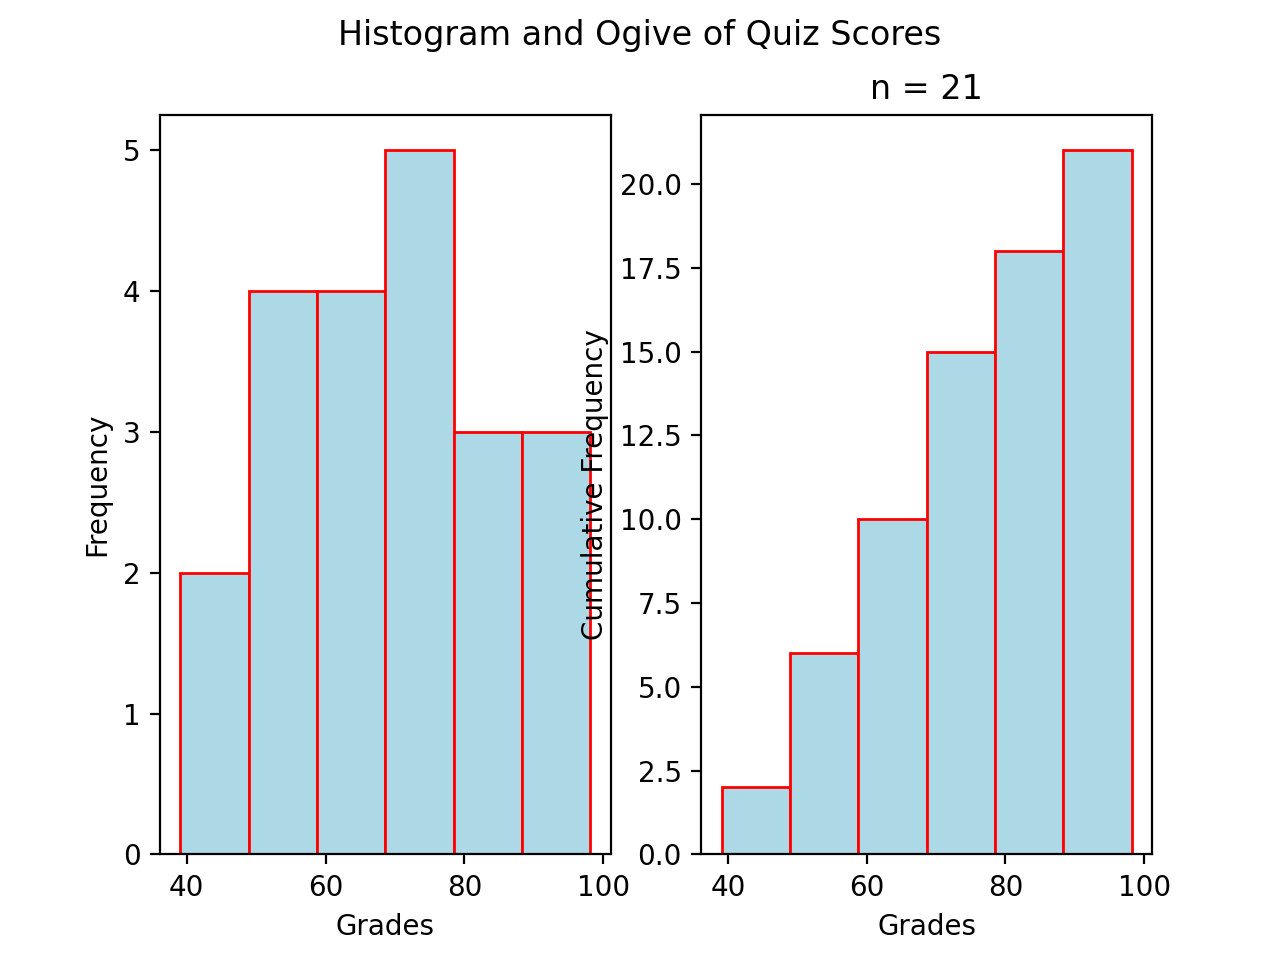 Histogram and Ogive of Quiz Scores
5
4
3
2
1
0
Frequency
40 60 80 100
Grades
n = 21
20.0
17.5
15.0
12.5
10.0
7.5
5.0
2.5
0.0
Cumulative Frequency
40 60 80 100
Grades